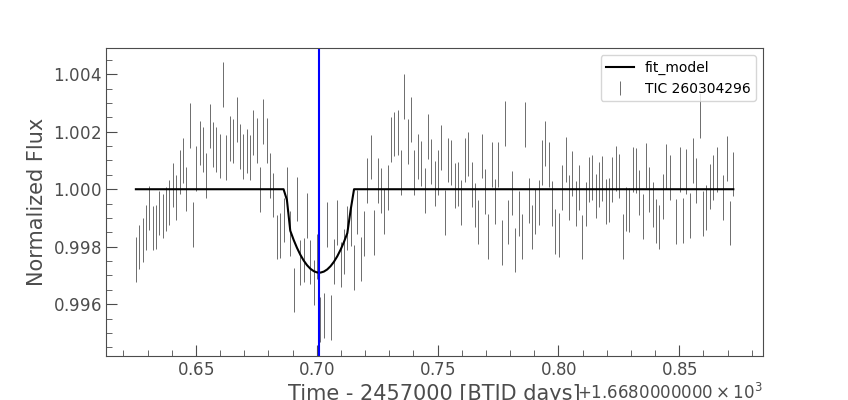 fit_model
TIC 260304296
1.004
1.002
1.000
0.998
0.996
Normalized Flux
0.65
0.70
0.75
0.80
0.85
Time - 2457000 [BTJD days]
+1.6680000000 × 10³